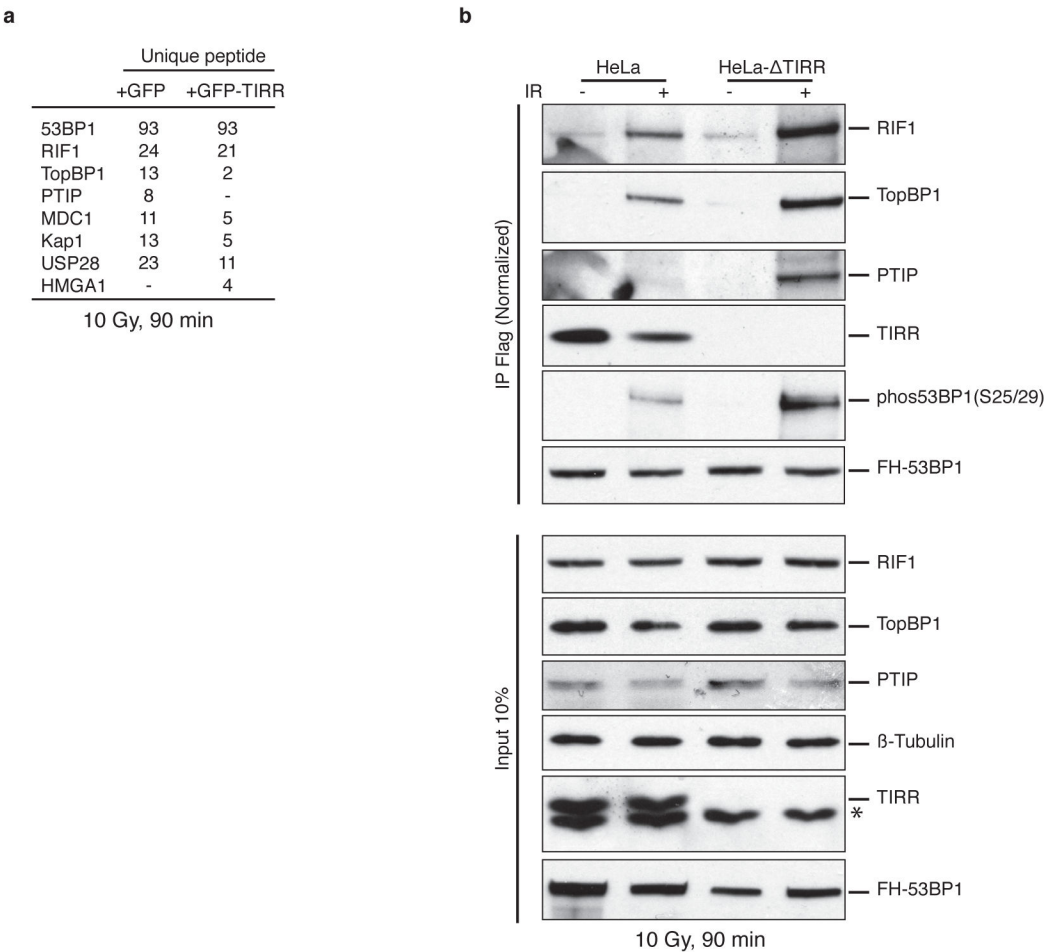 a
Unique peptide
+GFP +GFP-TIRR
53BP1 93 93
RIF1 24 21
TopBP1 13 2
PTIP 8 -
MDC1 11 5
Kap1 13 5
USP28 23 11
HMGA1 - 4
10 Gy, 90 min
b
HeLa HeLa-ΔTIRR
IR - + - +
IP Flag (Normalized)
RIF1
TopBP1
PTIP
TIRR
phos53BP1(S25/29)
FH-53BP1
Input 10%
RIF1
TopBP1
PTIP
ß-Tubulin
TIRR
*
FH-53BP1
10 Gy, 90 min